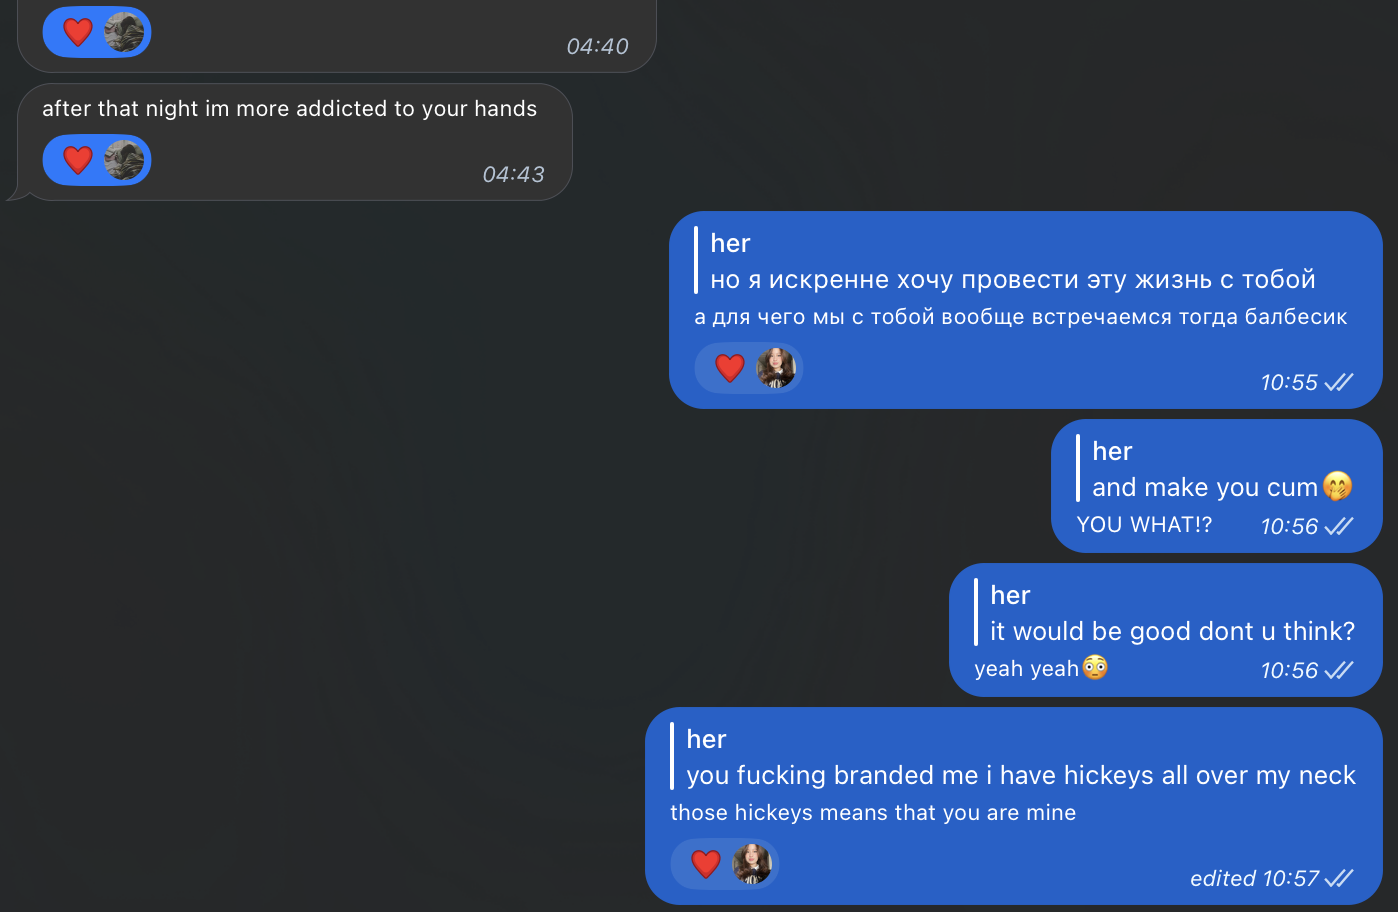 04:40
after that night im more addicted to your hands
04:43
her
но я искренне хочу провести эту жизнь с тобой
а для чего мы с тобой вообще встречаемся тогда балбесик
10:55
her
and make you cum🤭
YOU WHAT!? 10:56
her
it would be good dont u think?
yeah yeah😳 10:56
her
you fucking branded me i have hickeys all over my neck
those hickeys means that you are mine
edited 10:57